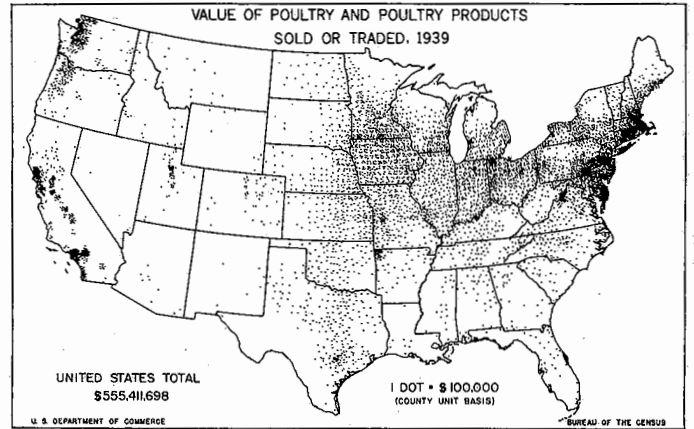 VALUE OF POULTRY AND POULTRY PRODUCTS
SOLD OR TRADED, 1939
UNITED STATES TOTAL
$555,411,698
1 DOT = $100,000
(COUNTY UNIT BASIS)
U. S. DEPARTMENT OF COMMERCE
BUREAU OF THE CENSUS